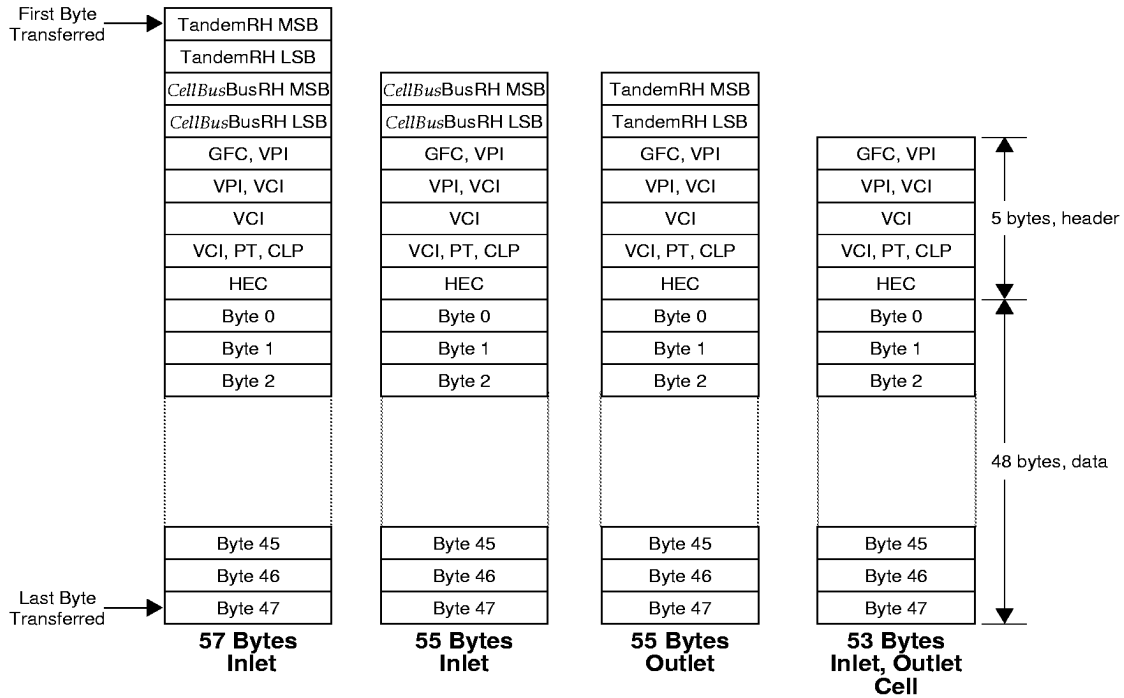 First Byte
Transferred
TandemRH MSB
TandemRH LSB
CellBusBusRH MSB
CellBusBusRH LSB
GFC, VPI
VPI, VCI
VCI
VCI, PT, CLP
HEC
Byte 0
Byte 1
Byte 2
Byte 45
Byte 46
Byte 47
Last Byte
Transferred
57 Bytes
Inlet
CellBusBusRH MSB
CellBusBusRH LSB
GFC, VPI
VPI, VCI
VCI
VCI, PT, CLP
HEC
Byte 0
Byte 1
Byte 2
Byte 45
Byte 46
Byte 47
55 Bytes
Inlet
TandemRH MSB
TandemRH LSB
GFC, VPI
VPI, VCI
VCI
VCI, PT, CLP
HEC
Byte 0
Byte 1
Byte 2
Byte 45
Byte 46
Byte 47
55 Bytes
Outlet
GFC, VPI
VPI, VCI
VCI
VCI, PT, CLP
HEC
Byte 0
Byte 1
Byte 2
Byte 45
Byte 46
Byte 47
53 Bytes
Inlet, Outlet
Cell
5 bytes, header
48 bytes, data